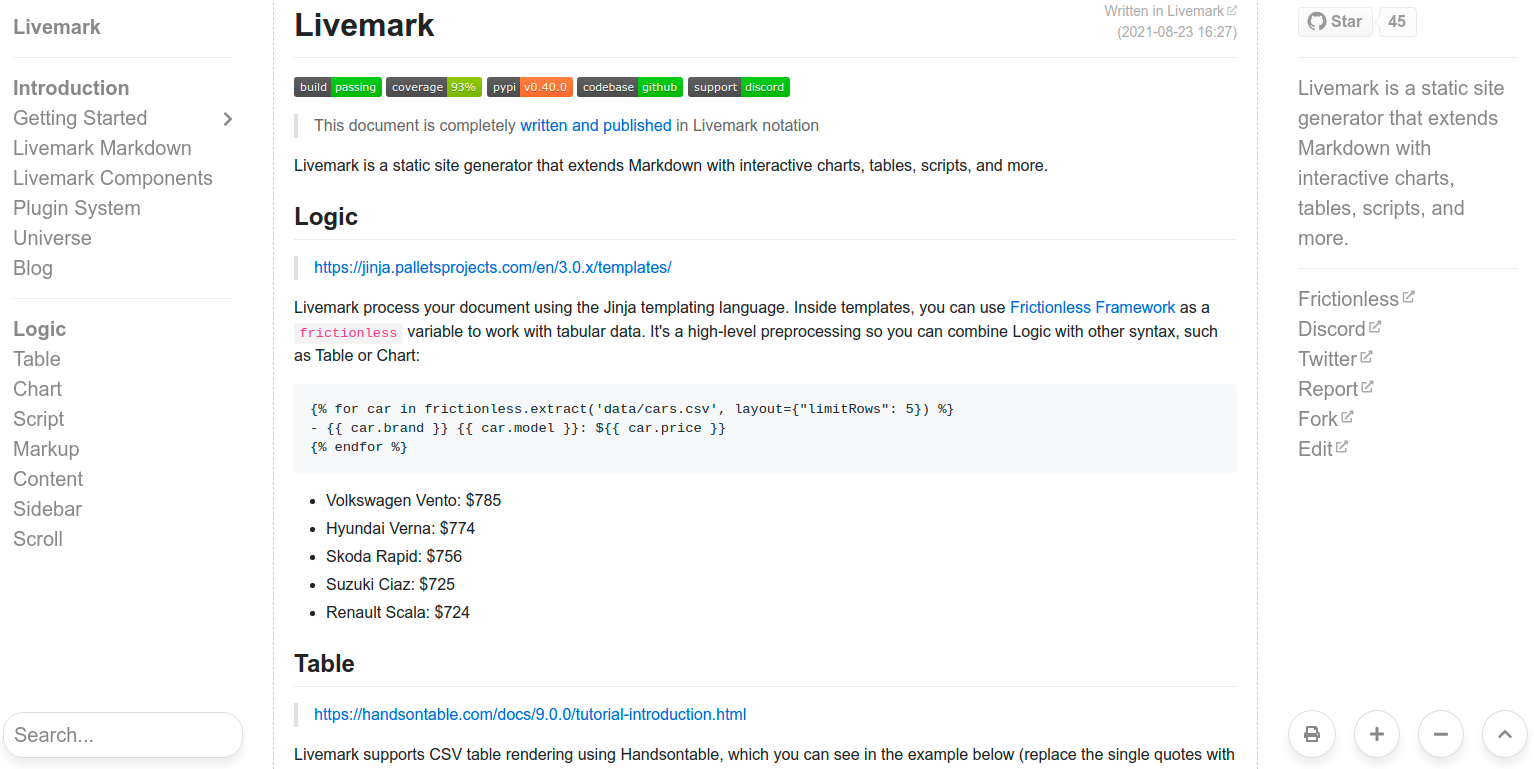 Livemark
Introduction
Getting Started
Livemark Markdown
Livemark Components
Plugin System
Universe
Blog
Logic
Table
Chart
Script
Markup
Content
Sidebar
Scroll
Search...
Livemark
Written in Livemark
(2021-08-23 16:27)
build passing coverage 93% pypi v0.40.0 codebase github support discord
This document is completely written and published in Livemark notation
Livemark is a static site generator that extends Markdown with interactive charts, tables, scripts, and more.
Logic
https://jinja.palletsprojects.com/en/3.0.x/templates/
Livemark process your document using the Jinja templating language. Inside templates, you can use Frictionless Framework as a
frictionless variable to work with tabular data. It's a high-level preprocessing so you can combine Logic with other syntax, such
as Table or Chart:
{% for car in frictionless.extract('data/cars.csv', layout={"limitRows": 5}) %}
- {{ car.brand }} {{ car.model }}: ${{ car.price }}
{% endfor %}
• Volkswagen Vento: $785
• Hyundai Verna: $774
• Skoda Rapid: $756
• Suzuki Ciaz: $725
• Renault Scala: $724
Table
https://handsontable.com/docs/9.0.0/tutorial-introduction.html
Livemark supports CSV table rendering using Handsontable, which you can see in the example below (replace the single quotes with
Star 45
Livemark is a static site
generator that extends
Markdown with
interactive charts,
tables, scripts, and
more.
Frictionless
Discord
Twitter
Report
Fork
Edit